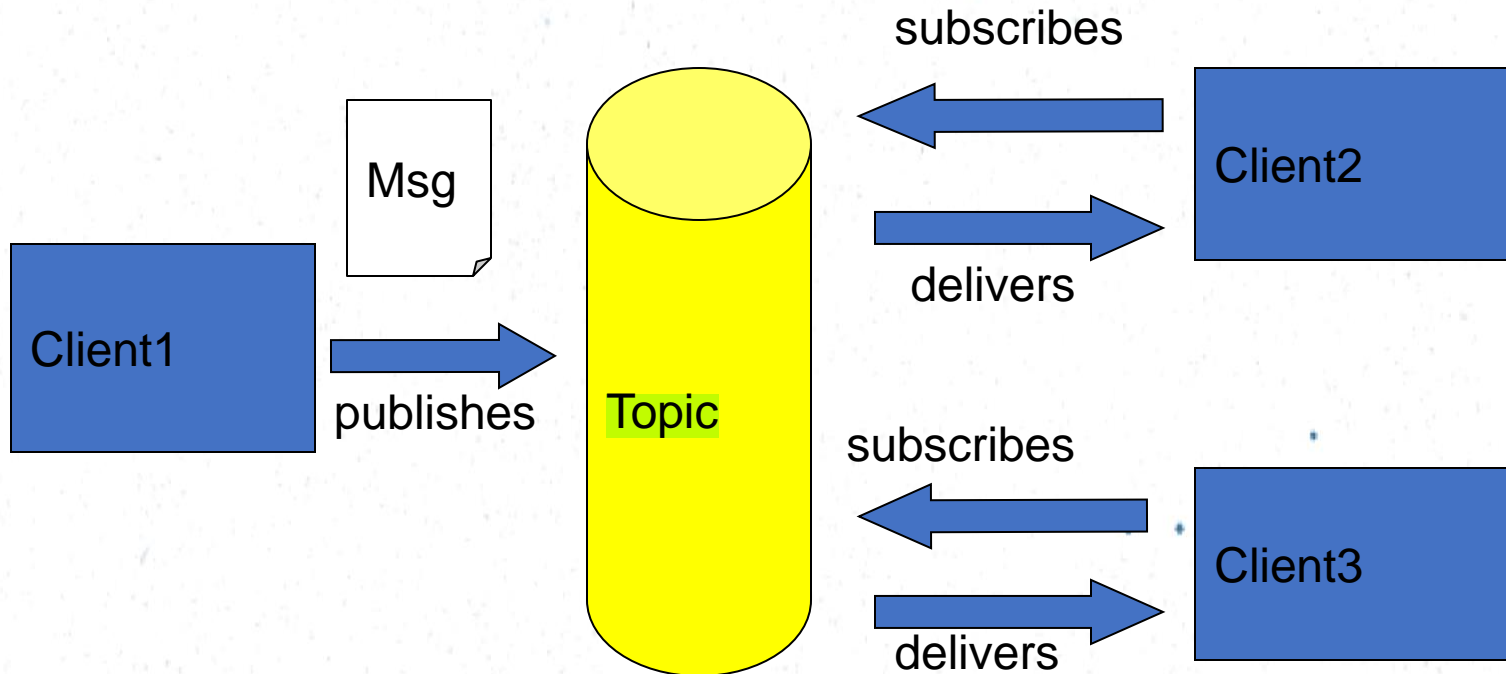 subscribes
Msg
Client2
delivers
Client1
publishes
Topic
subscribes
Client3
delivers